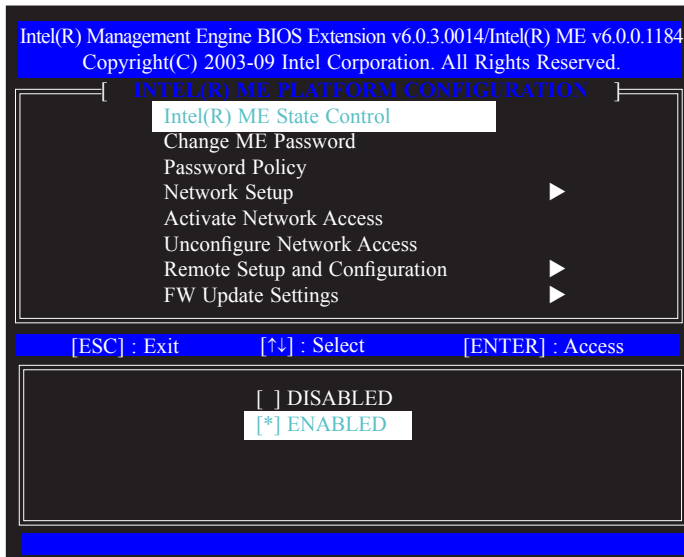 Intel(R) Management Engine BIOS Extension v6.0.3.0014/Intel(R) ME v6.0.0.1184
Copyright(C) 2003-09 Intel Corporation. All Rights Reserved.
[ INTEL(R) ME PLATFORM CONFIGURATION ]
Intel(R) ME State Control
Change ME Password
Password Policy
Network Setup ▶
Activate Network Access
Unconfigure Network Access
Remote Setup and Configuration ▶
FW Update Settings ▶
[ESC] : Exit [↑↓] : Select [ENTER] : Access
[ ] DISABLED
[*] ENABLED